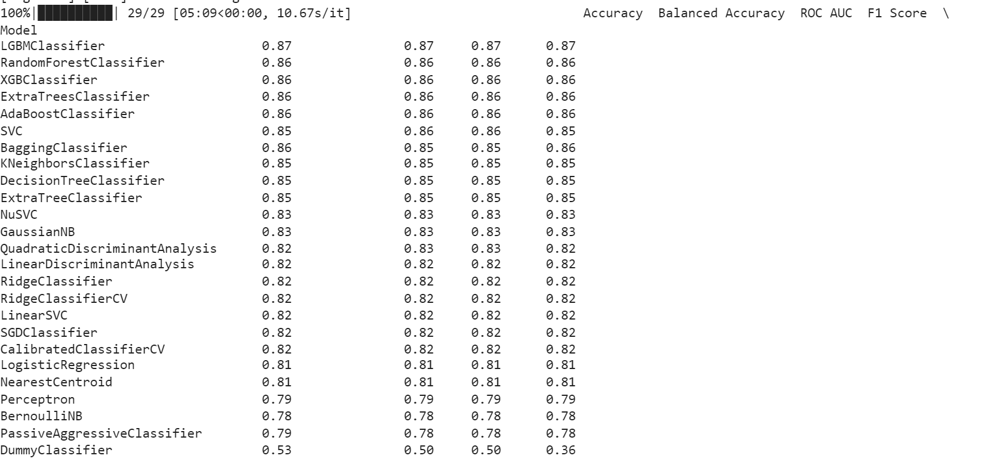 100%|██████████| 29/29 [05:09<00:00, 10.67s/it] Accuracy Balanced Accuracy ROC AUC F1 Score \
Model
LGBMClassifier 0.87 0.87 0.87 0.87
RandomForestClassifier 0.86 0.86 0.86 0.86
XGBClassifier 0.86 0.86 0.86 0.86
ExtraTreesClassifier 0.86 0.86 0.86 0.86
AdaBoostClassifier 0.86 0.86 0.86 0.86
SVC 0.85 0.86 0.86 0.85
BaggingClassifier 0.86 0.85 0.85 0.86
KNeighborsClassifier 0.85 0.85 0.85 0.85
DecisionTreeClassifier 0.85 0.85 0.85 0.85
ExtraTreeClassifier 0.85 0.85 0.85 0.85
NuSVC 0.83 0.83 0.83 0.83
GaussianNB 0.83 0.83 0.83 0.83
QuadraticDiscriminantAnalysis 0.82 0.83 0.83 0.82
LinearDiscriminantAnalysis 0.82 0.82 0.82 0.82
RidgeClassifier 0.82 0.82 0.82 0.82
RidgeClassifierCV 0.82 0.82 0.82 0.82
LinearSVC 0.82 0.82 0.82 0.82
SGDClassifier 0.82 0.82 0.82 0.82
CalibratedClassifierCV 0.82 0.82 0.82 0.82
LogisticRegression 0.81 0.81 0.81 0.81
NearestCentroid 0.81 0.81 0.81 0.81
Perceptron 0.79 0.79 0.79 0.79
BernoulliNB 0.78 0.78 0.78 0.78
PassiveAggressiveClassifier 0.79 0.78 0.78 0.78
DummyClassifier 0.53 0.50 0.50 0.36